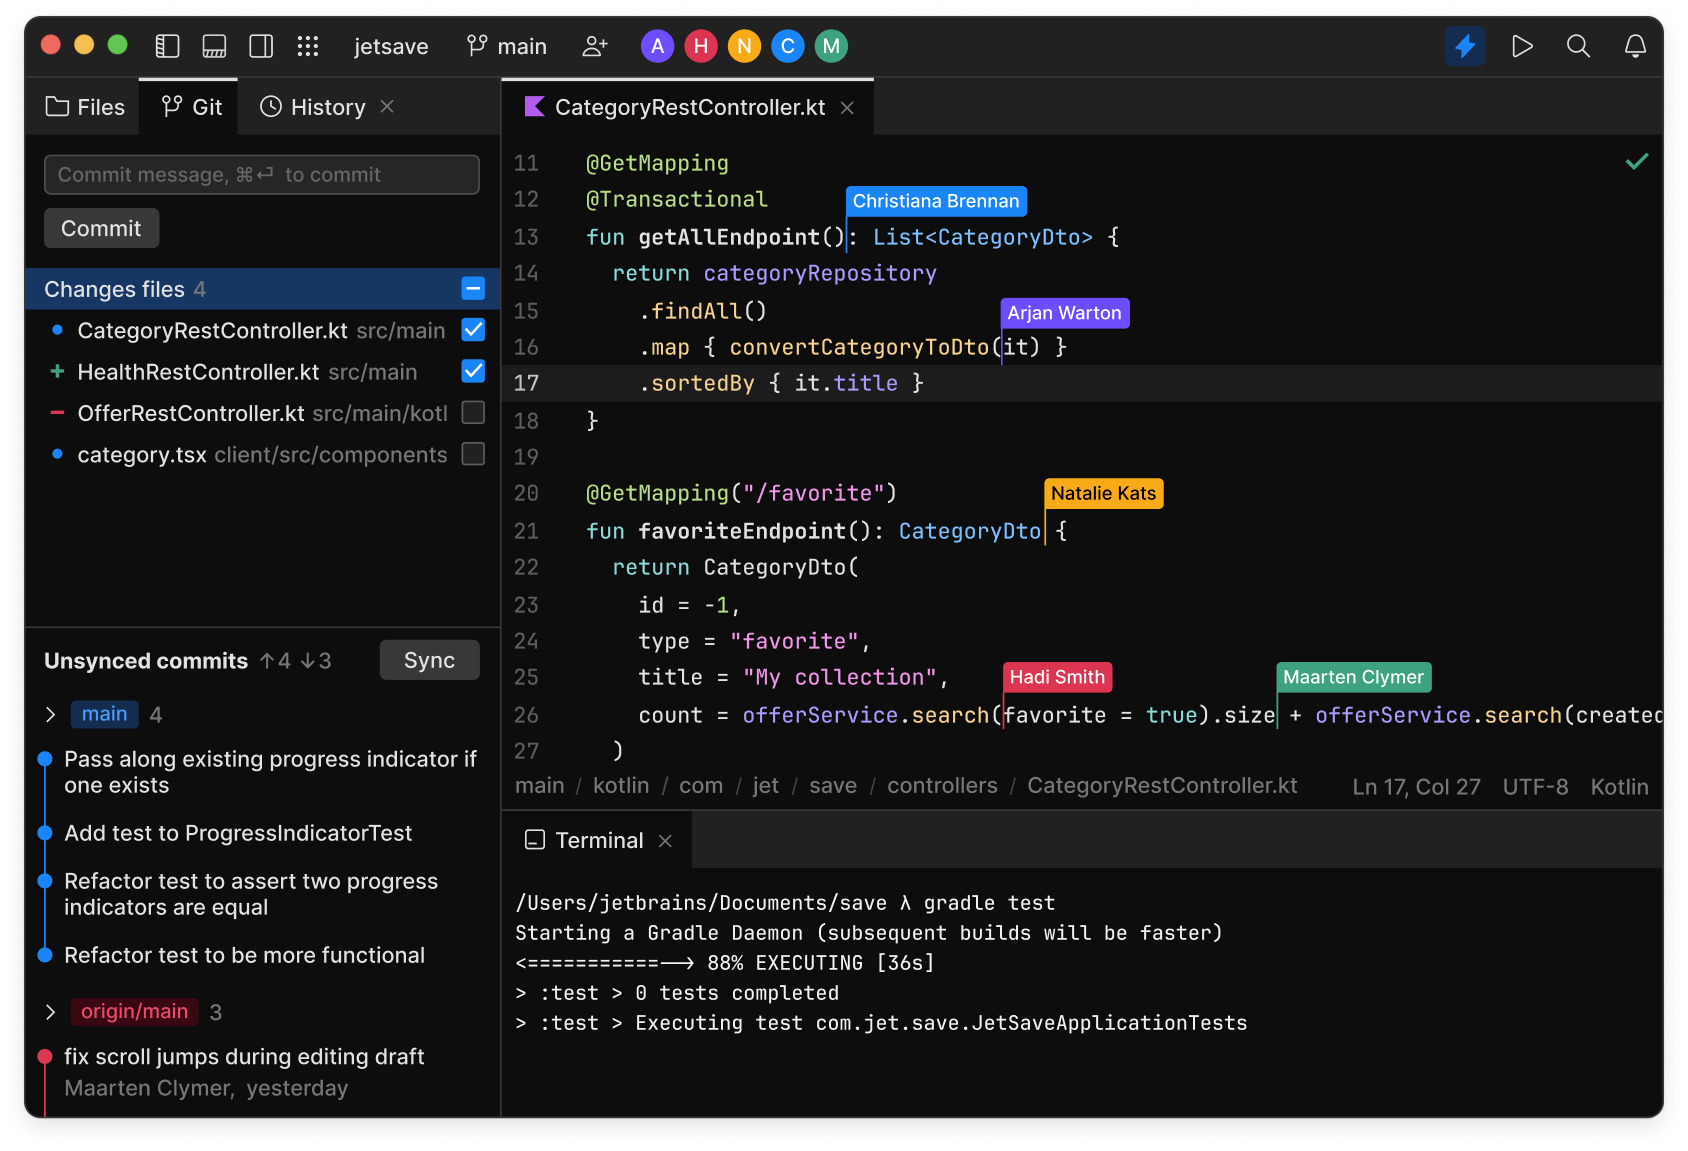 jetsave main A H N C M
Files Git History
Commit message, ⌘⏎ to commit
Commit
Changes files 4
CategoryRestController.kt src/main
HealthRestController.kt src/main
OfferRestController.kt src/main/kotl
category.tsx client/src/components
Unsynced commits ↑4 ↓3 Sync
main 4
Pass along existing progress indicator if
one exists
Add test to ProgressIndicatorTest
Refactor test to assert two progress
indicators are equal
Refactor test to be more functional
origin/main 3
fix scroll jumps during editing draft
Maarten Clymer, yesterday
CategoryRestController.kt
11 @GetMapping
12 @Transactional
Christiana Brennan
13 fun getAllEndpoint(): List<CategoryDto> {
14 return categoryRepository
15 .findAll()
Arjan Warton
16 .map { convertCategoryToDto(it) }
17 .sortedBy { it.title }
18 }
19
20 @GetMapping("/favorite")
Natalie Kats
21 fun favoriteEndpoint(): CategoryDto {
22 return CategoryDto(
23 id = -1,
24 type = "favorite",
25 title = "My collection",
Hadi Smith Maarten Clymer
26 count = offerService.search(favorite = true).size + offerService.search(created
27 )
main / kotlin / com / jet / save / controllers / CategoryRestController.kt Ln 17, Col 27 UTF-8 Kotlin
Terminal
/Users/jetbrains/Documents/save λ gradle test
Starting a Gradle Daemon (subsequent builds will be faster)
<===========--> 88% EXECUTING [36s]
> :test > 0 tests completed
> :test > Executing test com.jet.save.JetSaveApplicationTests